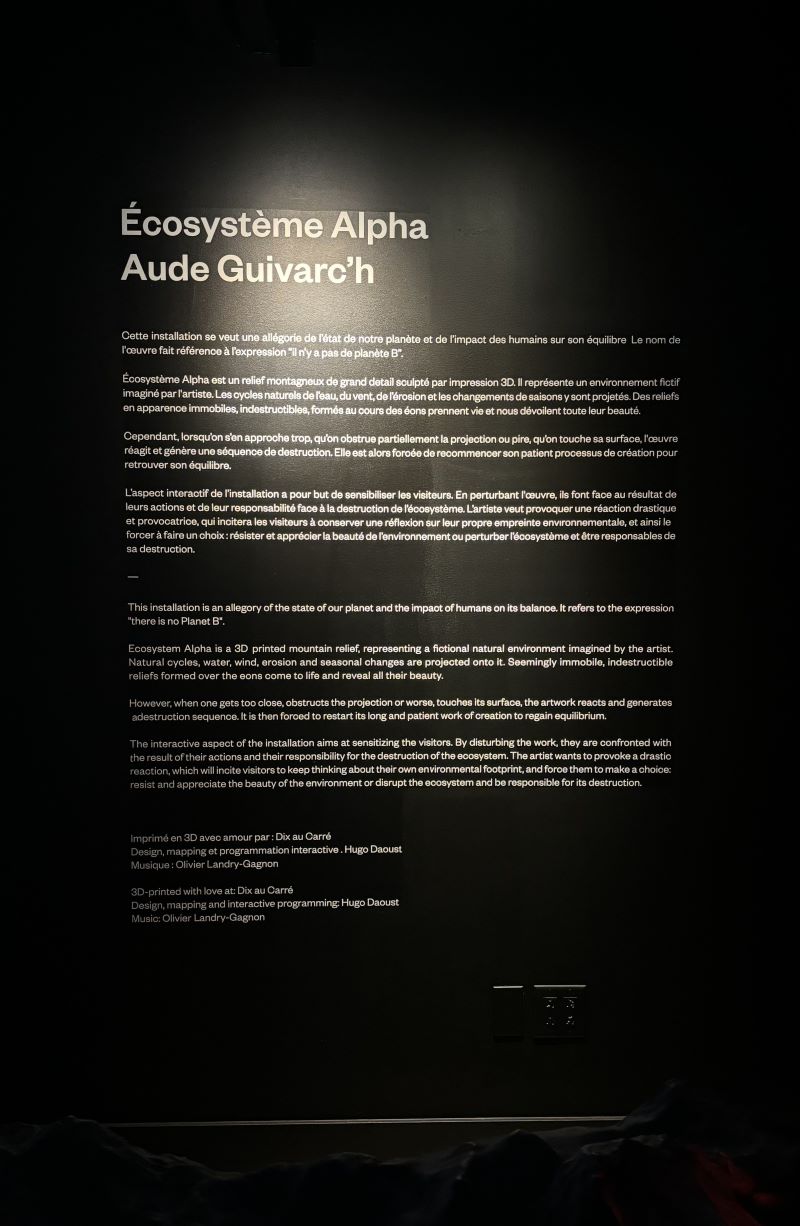 Écosystème Alpha
Aude Guivarc'h
Cette installation se veut une allégorie de l'état de notre planète et de l'impact des humains sur son équilibre Le nom de
l'œuvre fait référence à l'expression "il n'y a pas de planète B".
Écosystème Alpha est un relief montagneux de grand detail sculpté par impression 3D. Il représente un environnement fictif
imaginé par l'artiste. Les cycles naturels de l'eau, du vent, de l'érosion et les changements de saisons y sont projetés. Des reliefs
en apparence immobiles, indestructibles, formés au cours des éons prennent vie et nous dévoilent toute leur beauté.
Cependant, lorsqu'on s'en approche trop, qu'on obstrue partiellement la projection ou pire, qu'on touche sa surface, l'œuvre
réagit et génère une séquence de destruction. Elle est alors forcée de recommencer son patient processus de création pour
retrouver son équilibre.
L'aspect interactif de l'installation a pour but de sensibiliser les visiteurs. En perturbant l'œuvre, ils font face au résultat de
leurs actions et de leur responsabilité face à la destruction de l'écosystème. L'artiste veut provoquer une réaction drastique
et provocatrice, qui incitera les visiteurs à conserver une réflexion sur leur propre empreinte environnementale, et ainsi le
forcer à faire un choix : résister et apprécier la beauté de l'environnement ou perturber l'écosystème et être responsables de
sa destruction.
—
This installation is an allegory of the state of our planet and the impact of humans on its balance. It refers to the expression
"there is no Planet B".
Ecosystem Alpha is a 3D printed mountain relief, representing a fictional natural environment imagined by the artist.
Natural cycles, water, wind, erosion and seasonal changes are projected onto it. Seemingly immobile, indestructible
reliefs formed over the eons come to life and reveal all their beauty.
However, when one gets too close, obstructs the projection or worse, touches its surface, the artwork reacts and generates
adestruction sequence. It is then forced to restart its long and patient work of creation to regain equilibrium.
The interactive aspect of the installation aims at sensitizing the visitors. By disturbing the work, they are confronted with
the result of their actions and their responsibility for the destruction of the ecosystem. The artist wants to provoke a drastic
reaction, which will incite visitors to keep thinking about their own environmental footprint, and force them to make a choice:
resist and appreciate the beauty of the environment or disrupt the ecosystem and be responsible for its destruction.
Imprimé en 3D avec amour par : Dix au Carré
Design, mapping et programmation interactive . Hugo Daoust
Musique : Olivier Landry-Gagnon
3D-printed with love at: Dix au Carré
Design, mapping and interactive programming: Hugo Daoust
Music: Olivier Landry-Gagnon